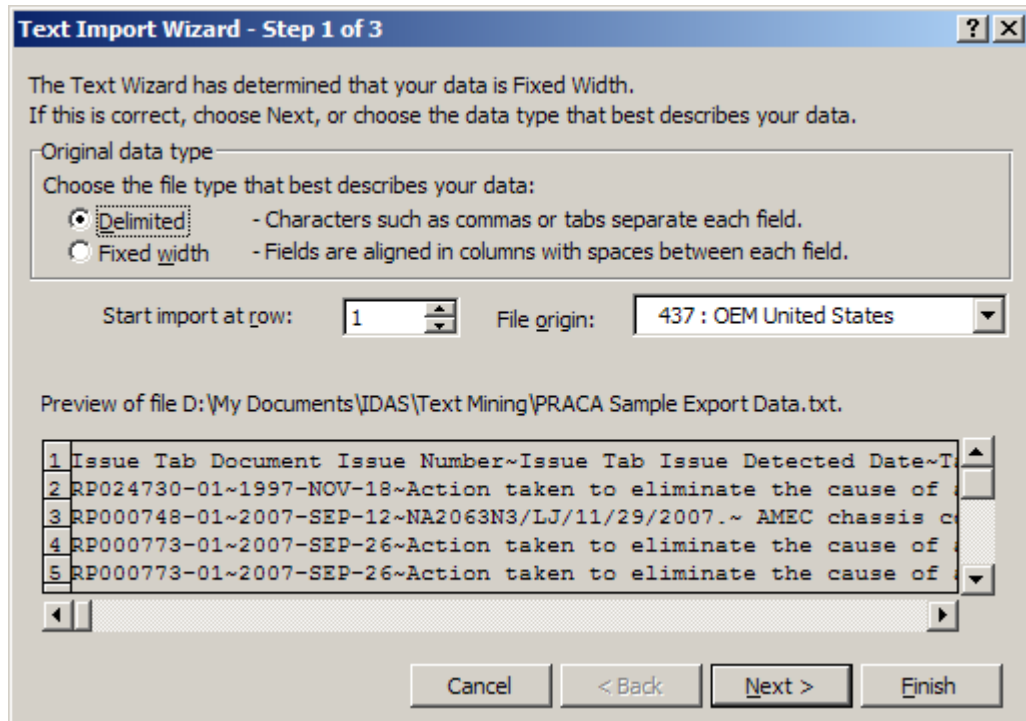 Text Import Wizard - Step 1 of 3
The Text Wizard has determined that your data is Fixed Width.
If this is correct, choose Next, or choose the data type that best describes your data.
Original data type
Choose the file type that best describes your data:
Delimited - Characters such as commas or tabs separate each field.
Fixed width - Fields are aligned in columns with spaces between each field.
Start import at row: 1 File origin: 437 : OEM United States
Preview of file D:\My Documents\IDAS\Text Mining\PRACA Sample Export Data.txt.
1 Issue Tab Document Issue Number~Issue Tab Issue Detected Date~T
2 RP024730-01~1997-NOV-18~Action taken to eliminate the cause of
3 RP000748-01~2007-SEP-12~NA2063N3/LJ/11/29/2007.~ AMEC chassis c
4 RP000773-01~2007-SEP-26~Action taken to eliminate the cause of
5 RP000773-01~2007-SEP-26~Action taken to eliminate the cause of
Cancel < Back Next > Finish